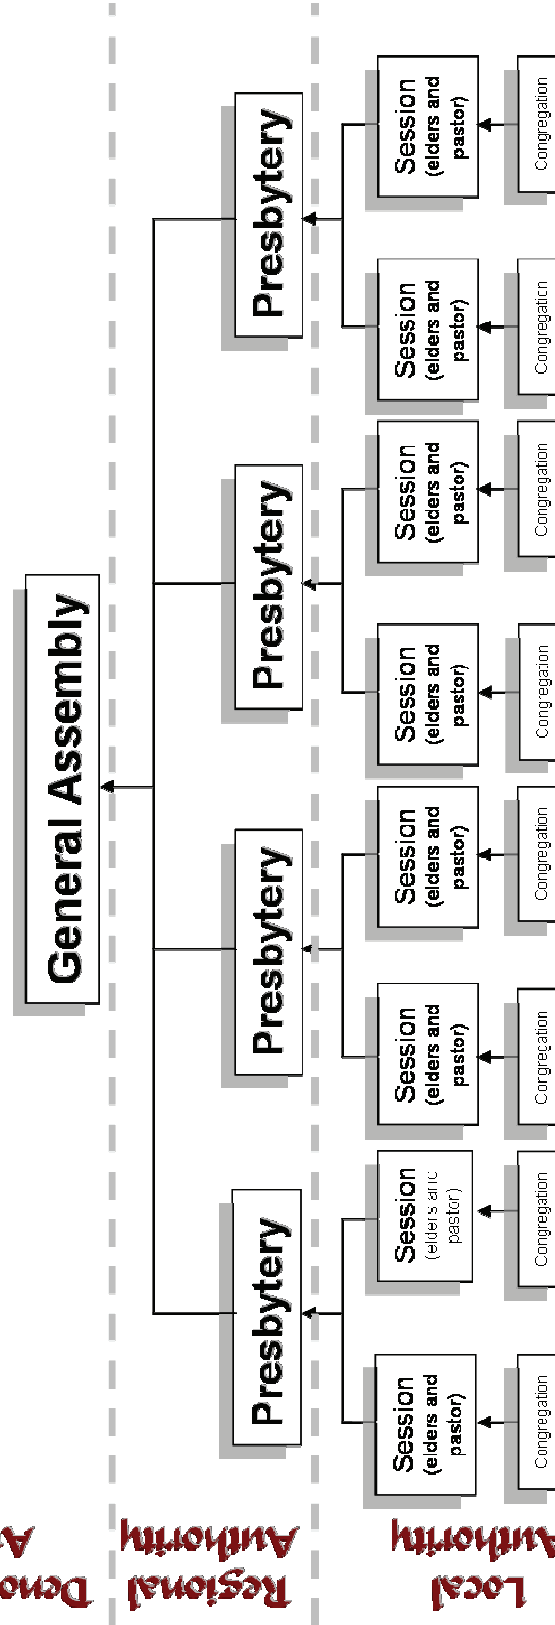 Deno
General Assembly
Regional
Authority
Presbytery
Presbytery
Presbytery
Presbytery
Local
Authority
Session
(elders and
pastor)
Session
(elders and
pastor)
Session
(elders and
pastor)
Session
(elders and
pastor)
Session
(elders and
pastor)
Session
(elders and
pastor)
Session
(elders and
pastor)
Session
(elders and
pastor)
Congregation
Congregation
Congregation
Congregation
Congregation
Congregation
Congregation
Congregation